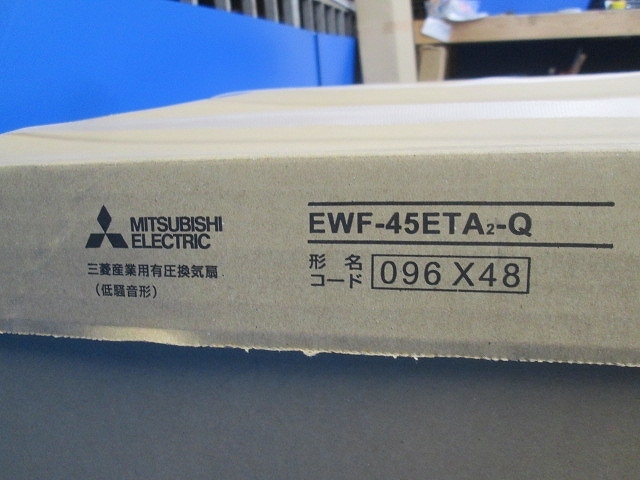 MITSUBISHI
ELECTRIC
三菱産業用有圧換気扇
(低騒音形)
EWF-45ETA₂-Q
形名
コード
096X48